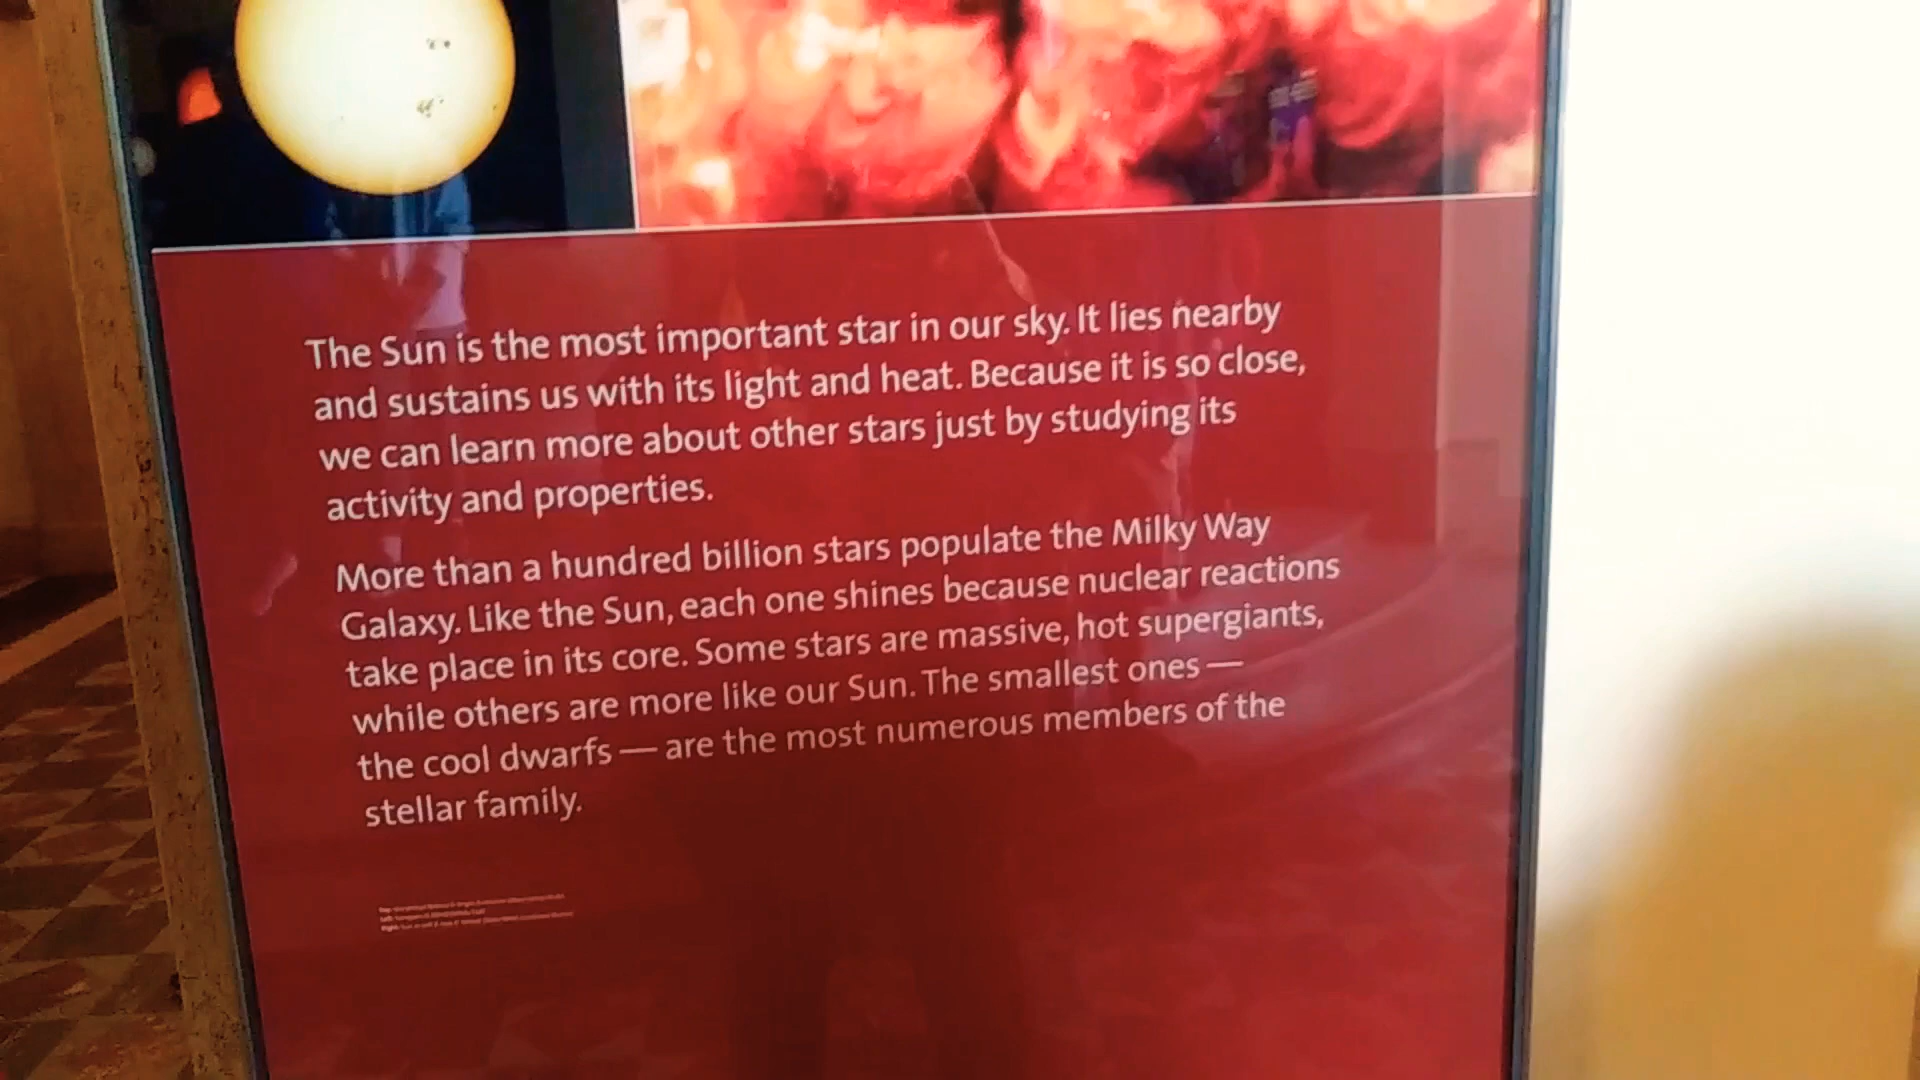 The Sun is the most important star in our sky. It lies nearby
and sustains us with its light and heat. Because it is so close,
we can learn more about other stars just by studying its
activity and properties.
More than a hundred billion stars populate the Milky Way
Galaxy. Like the Sun, each one shines because nuclear reactions
take place in its core. Some stars are massive, hot supergiants,
while others are more like our Sun. The smallest ones —
the cool dwarfs — are the most numerous members of the
stellar family.